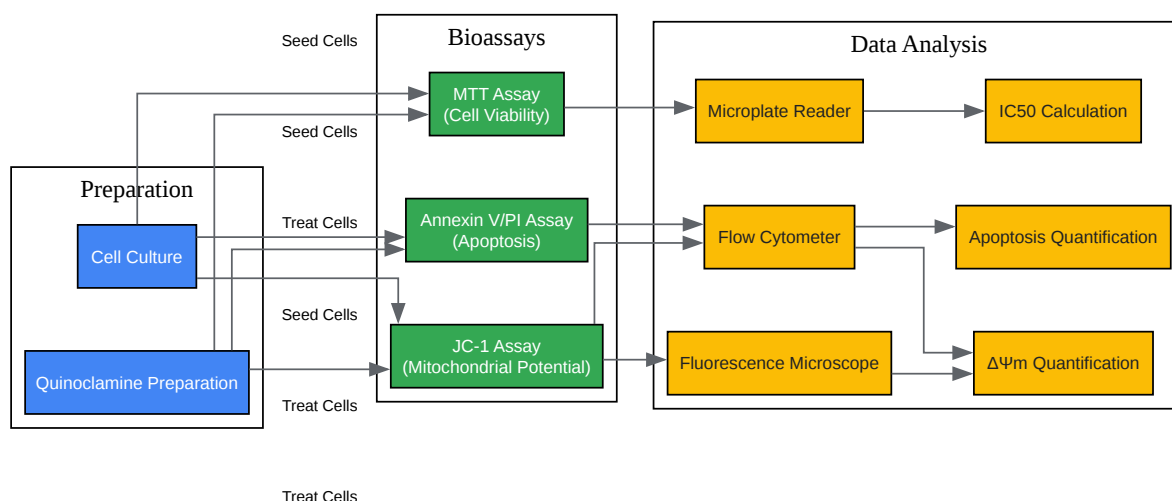 Seed Cells
Bioassays
Data Analysis
MTT Assay
(Cell Viability)
Microplate Reader
IC50 Calculation
Seed Cells
Preparation
Treat Cells
Annexin V/PI Assay
(Apoptosis)
Flow Cytometer
Apoptosis Quantification
Cell Culture
Seed Cells
JC-1 Assay
(Mitochondrial Potential)
Fluorescence Microscope
ΔΨm Quantification
Quinoclamine Preparation
Treat Cells
Treat Cells